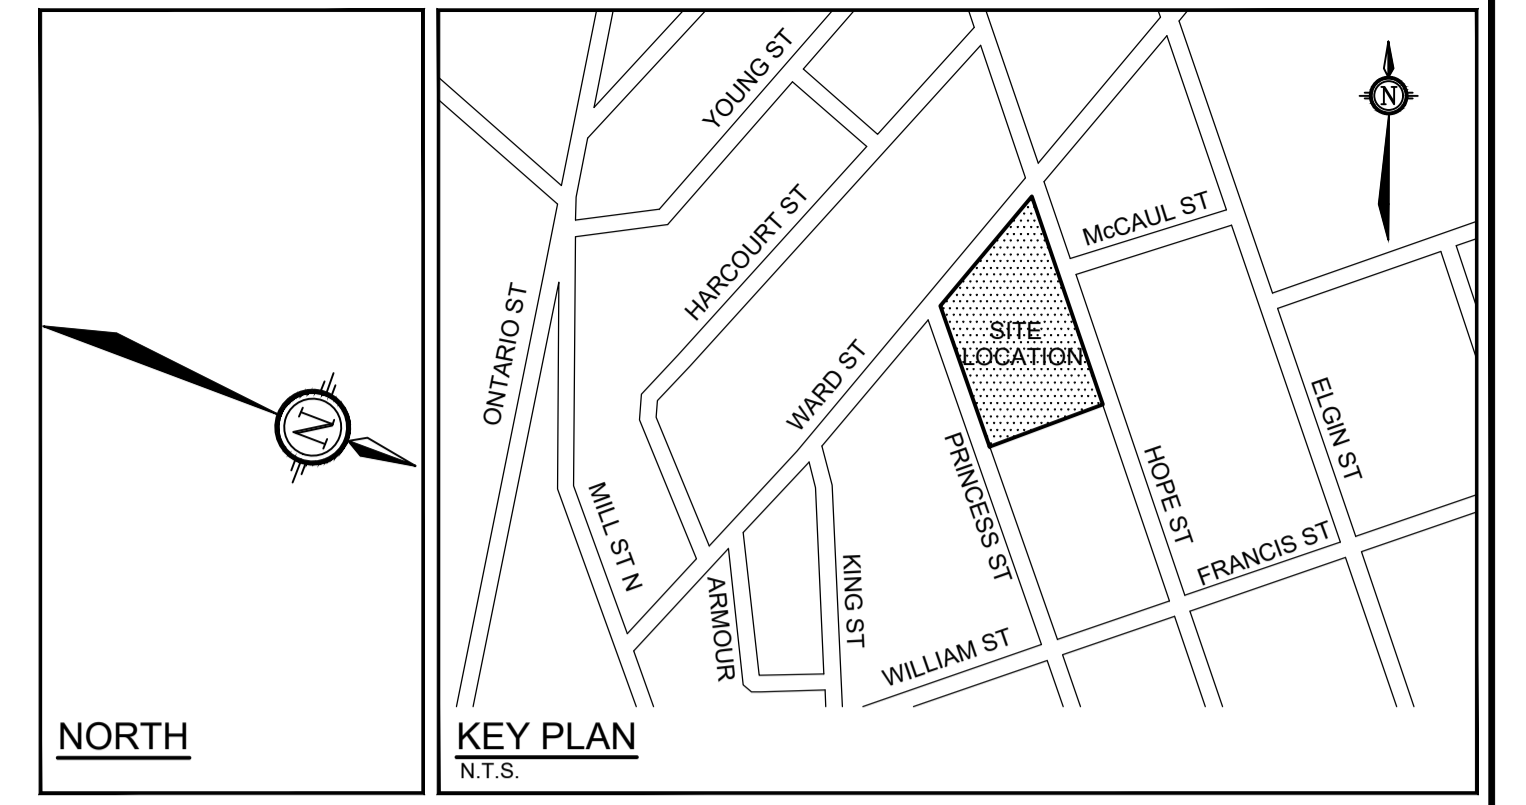 N
NORTH
YOUNG ST
N
HARCOURT ST
McCAUL ST
ONTARIO ST
SITE
LOCATION
WARD ST
PRINCESS ST
HOPE ST
ELGIN ST
MILL ST N
ARMOUR
KING ST
FRANCIS ST
WILLIAM ST
KEY PLAN
N.T.S.